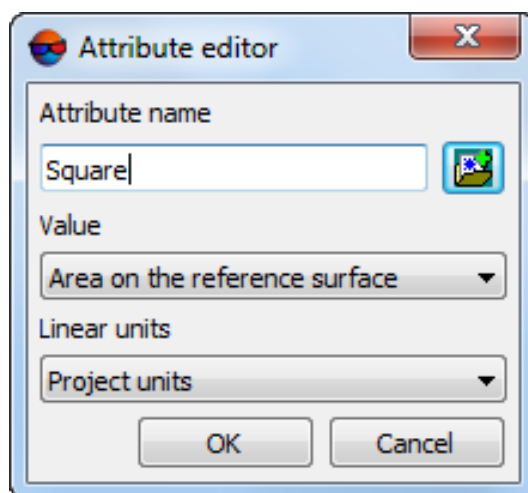 Attribute editor
Attribute name
Square
Value
Area on the reference surface
Linear units
Project units
OK Cancel